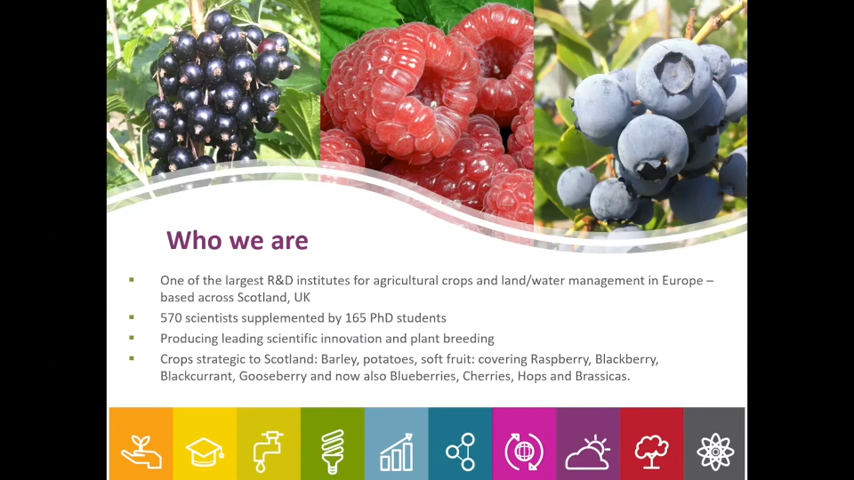 Who we are
▪ One of the largest R&D institutes for agricultural crops and land/water management in Europe –
based across Scotland, UK
▪ 570 scientists supplemented by 165 PhD students
▪ Producing leading scientific innovation and plant breeding
▪ Crops strategic to Scotland: Barley, potatoes, soft fruit: covering Raspberry, Blackberry,
Blackcurrant, Gooseberry and now also Blueberries, Cherries, Hops and Brassicas.